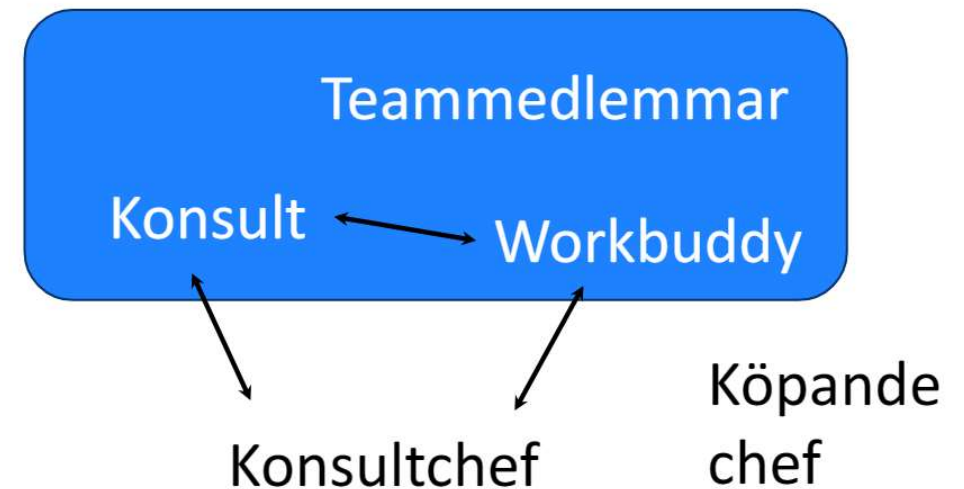 Teammedlemmar
Konsult
Workbuddy
Konsultchef
Köpande
chef